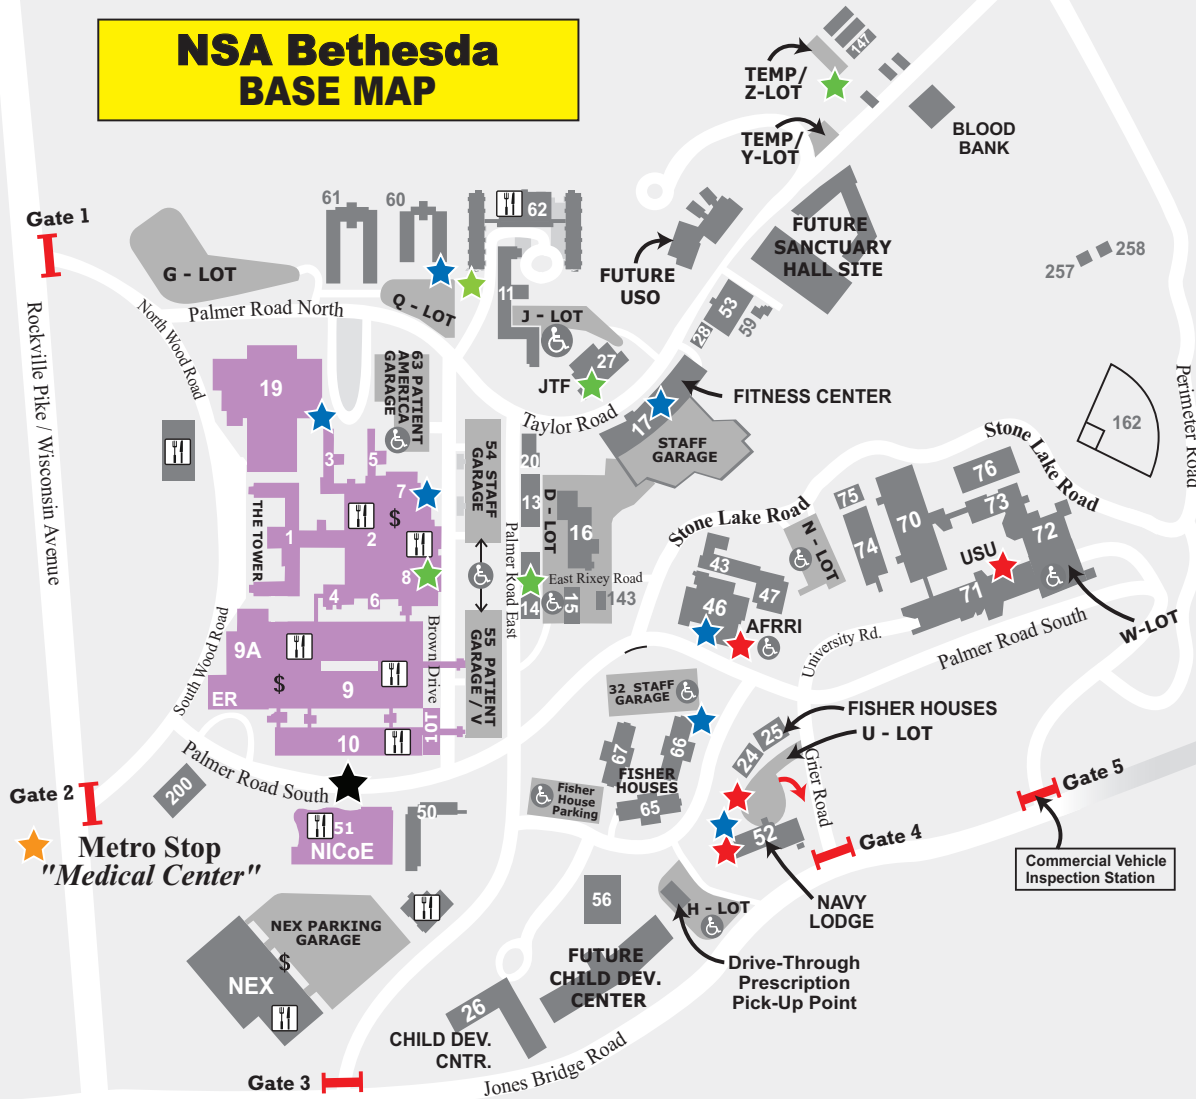 NSA Bethesda
BASE MAP
TEMP/
Z-LOT
147
TEMP/
Y-LOT
BLOOD
BANK
Gate 1
61
60
62
G - LOT
FUTURE
SANCTUARY
HALL SITE
FUTURE
USO
258
257
Q - LOT
11
J - LOT
53
59
28
Palmer Road North
North Wood Road
Rockville Pike / Wisconsin Avenue
19
63 PATIENT
AMERICA
GARAGE
JTF
27
FITNESS CENTER
Taylor Road
17
STAFF
GARAGE
Perimeter Road
162
3
5
54 STAFF
GARAGE
20
13
D - LOT
16
7
$
2
1
THE TOWER
8
4
6
Palmer Road East
East Rixey Road
14
15
143
Stone Lake Road
Stone Lake Road
75
N - LOT
74
70
76
73
72
USU
71
43
46
47
AFRRI
W-LOT
University Rd.
Palmer Road South
South Wood Road
9A
ER
$
9
Brown Drive
55 PATIENT
GARAGE / V
10
10T
32 STAFF
GARAGE
67
66
FISHER
HOUSES
65
FISHER HOUSES
U - LOT
25
24
Grier Road
Gate 5
Gate 4
Commercial Vehicle
Inspection Station
Palmer Road South
Gate 2
200
Metro Stop
"Medical Center"
51
NICoE
50
Fisher
House
Parking
52
NAVY
LODGE
56
H - LOT
Drive-Through
Prescription
Pick-Up Point
NEX PARKING
GARAGE
$
NEX
FUTURE
CHILD DEV.
CENTER
26
CHILD DEV.
CNTR.
Gate 3
Jones Bridge Road